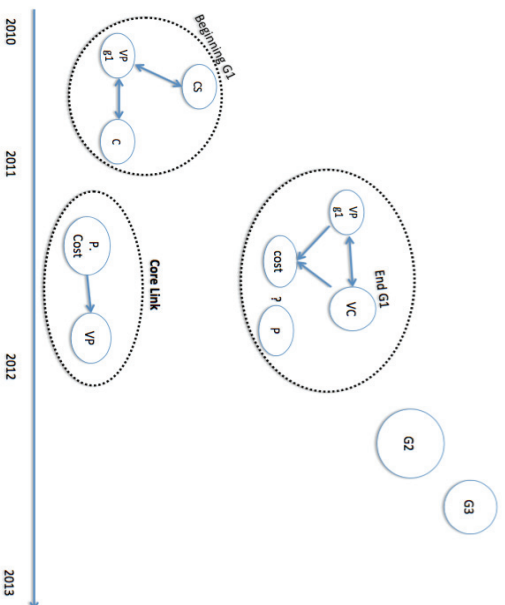 G3
G2
End G1
VP
g1
VC
cost
?
P
Beginning G1
CS
VP
g1
C
Core Link
P.
Cost
VP
2010
2011
2012
2013